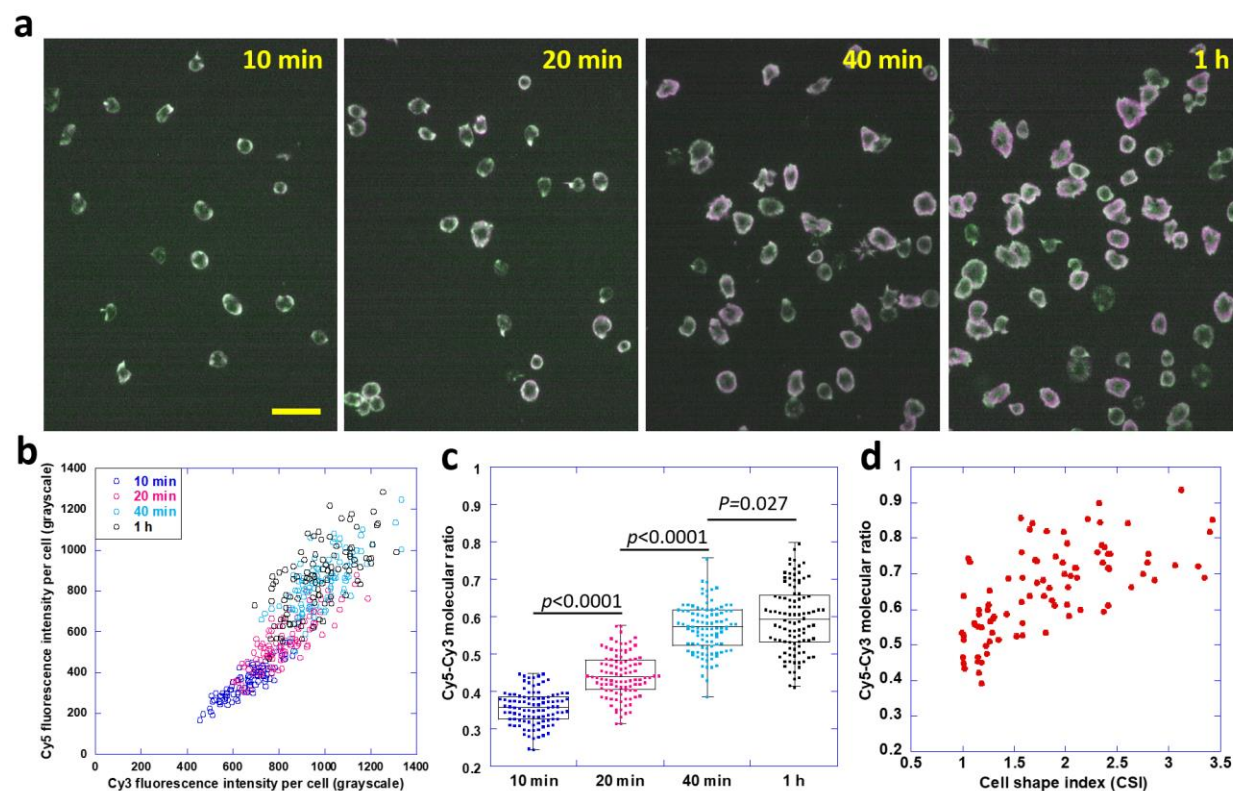 a
10 min
20 min
40 min
1 h
b
Cy5 fluorescence intensity per cell (grayscale)
1400
1200
1000
800
600
400
200
0
10 min
20 min
40 min
1 h
0 200 400 600 800 1000 1200 1400
Cy3 fluorescence intensity per cell (grayscale)
c
Cy5-Cy3 molecular ratio
1
0.9
0.8
0.7
0.6
0.5
0.4
0.3
0.2
p<0.0001
p<0.0001
P=0.027
10 min 20 min 40 min 1 h
d
Cy5-Cy3 molecular ratio
1
0.9
0.8
0.7
0.6
0.5
0.4
0.3
0.2
0.5 1 1.5 2 2.5 3 3.5
Cell shape index (CSI)